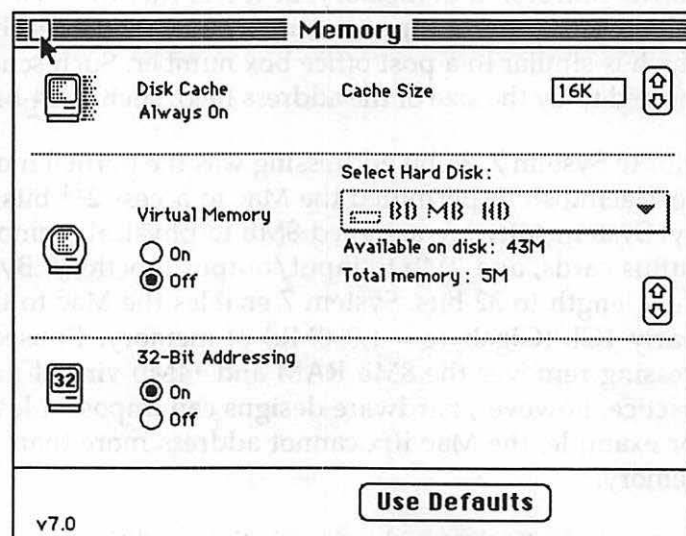 Memory
Disk Cache
Always On
Cache Size
16K
Select Hard Disk:
80 MB HD
Virtual Memory
On
Off
Available on disk: 43M
Total memory: 5M
32-Bit Addressing
32
On
Off
Use Defaults
v7.0